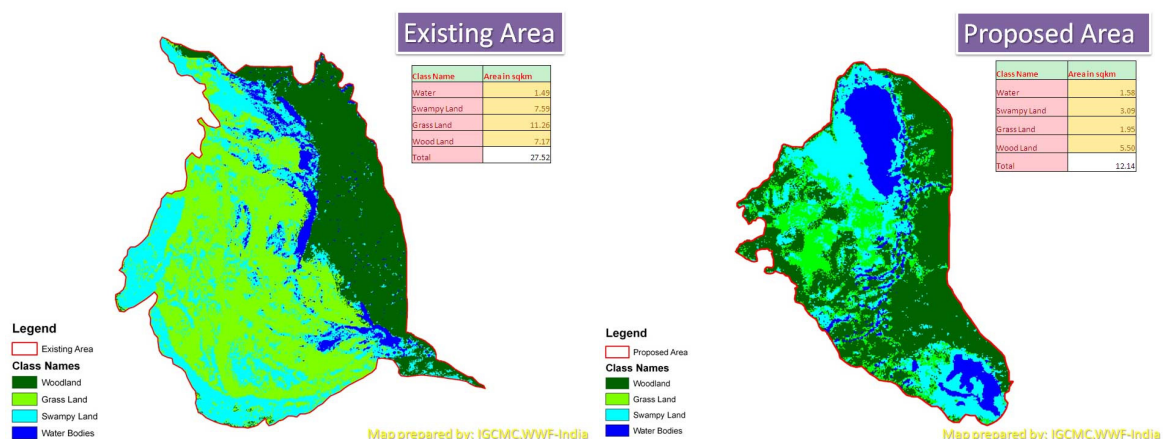 Existing Area
Class Name Area in sqkm
Water 1.49
Swampy Land 7.59
Grass Land 11.26
Wood Land 7.17
Total 27.52
Legend
Existing Area
Class Names
Woodland
Grass Land
Swampy Land
Water Bodies
Map prepared by: IGCMC,WWF-India
Proposed Area
Class Name Area in sqkm
Water 1.58
Swampy Land 3.09
Grass Land 1.95
Wood Land 5.50
Total 12.14
Legend
Proposed Area
Class Names
Woodland
Grass Land
Swampy Land
Water Bodies
Map prepared by: IGCMC,WWF-India